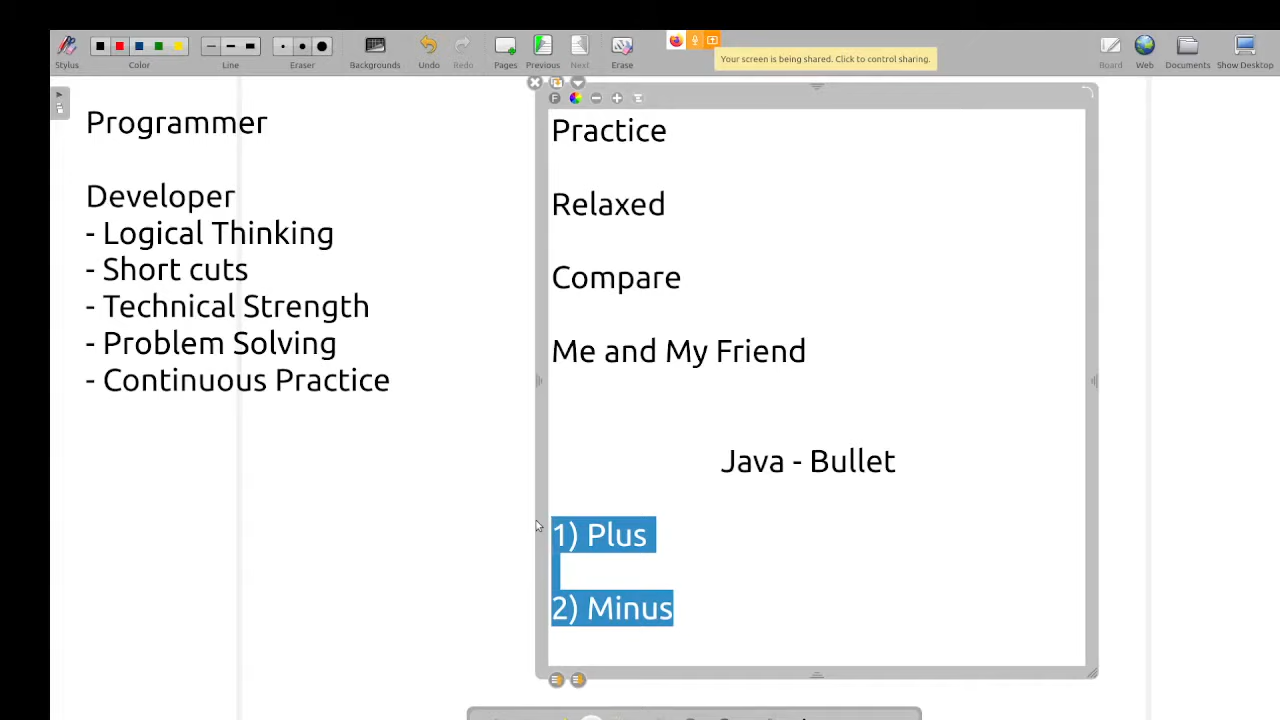 Stylus
Color
Line
Eraser
Backgrounds
Undo
Redo
Pages
Previous
Next
Erase
Your screen is being shared. Click to control sharing.
Board
Web
Documents
Show Desktop
Programmer
Developer
- Logical Thinking
- Short cuts
- Technical Strength
- Problem Solving
- Continuous Practice
F
Practice
Relaxed
Compare
Me and My Friend
Java - Bullet
1) Plus
2) Minus